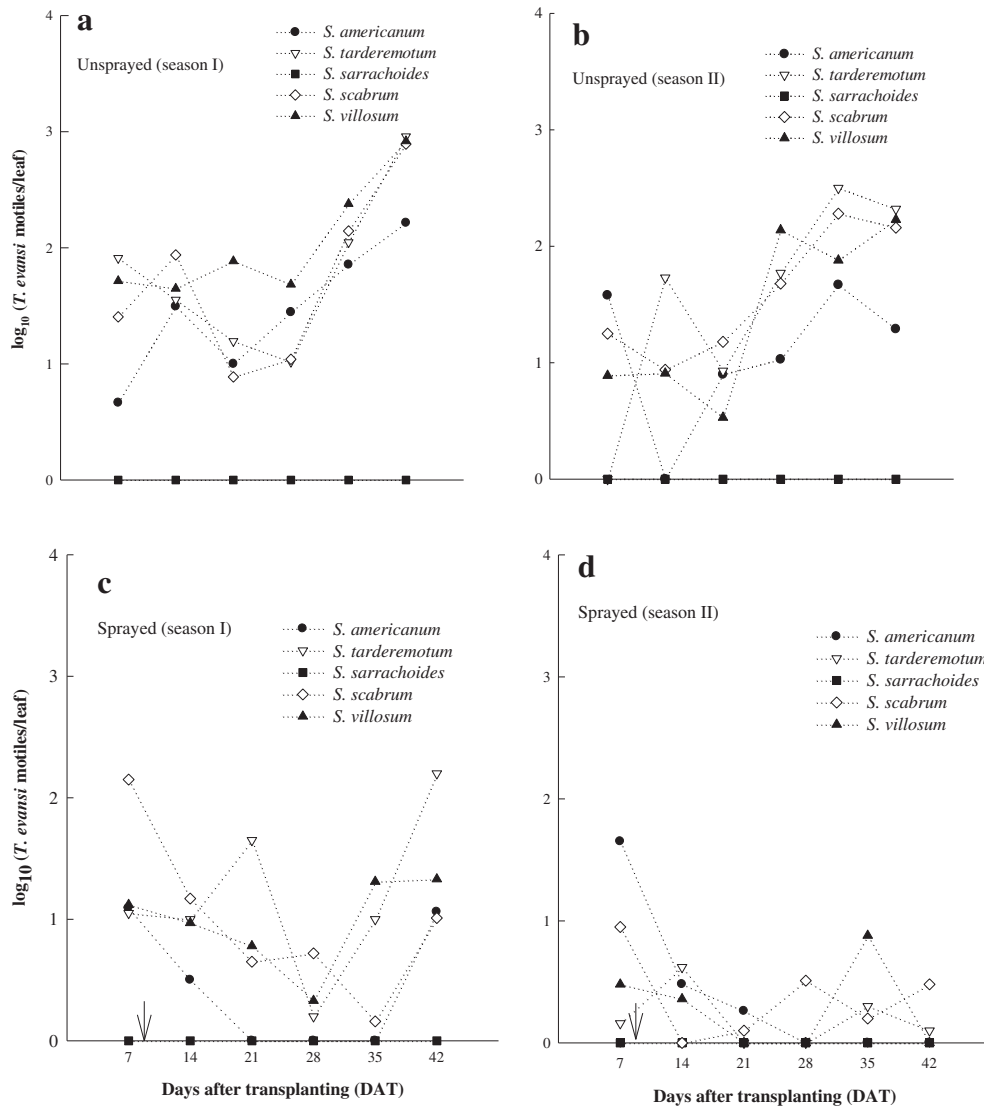 a
Unsprayed (season I)
S. americanum
S. tarderemotum
S. sarrachoides
S. scabrum
S. villosum
log₁₀ (T. evansi motiles/leaf)
4
3
2
1
0
b
Unsprayed (season II)
S. americanum
S. tarderemotum
S. sarrachoides
S. scabrum
S. villosum
4
3
2
1
0
c
Sprayed (season I)
S. americanum
S. tarderemotum
S. sarrachoides
S. scabrum
S. villosum
log10 (T. evansi motiles/leaf)
4
3
2
1
0
7 14 21 28 35 42
Days after transplanting (DAT)
d
Sprayed (season II)
S. americanum
S. tarderemotum
S. sarrachoides
S. scabrum
S. villosum
4
3
2
1
0
7 14 21 28 35 42
Days after transplanting (DAT)